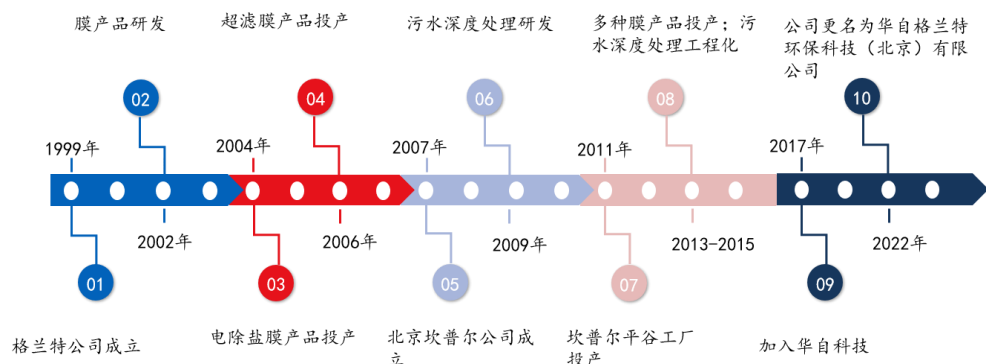 膜产品研发
超滤膜产品投产
污水深度处理研发
多种膜产品投产；污
水深度处理工程化
公司更名为华自格兰特
环保科技（北京）有限
公司
02
04
06
08
10
1999年
2004年
2007年
2011年
2017年
2002年
2006年
2009年
2013-2015
2022年
01
03
05
07
09
格兰特公司成立
电除盐膜产品投产
北京坎普尔公司成
立
坎普尔平谷工厂
投产
加入华自科技